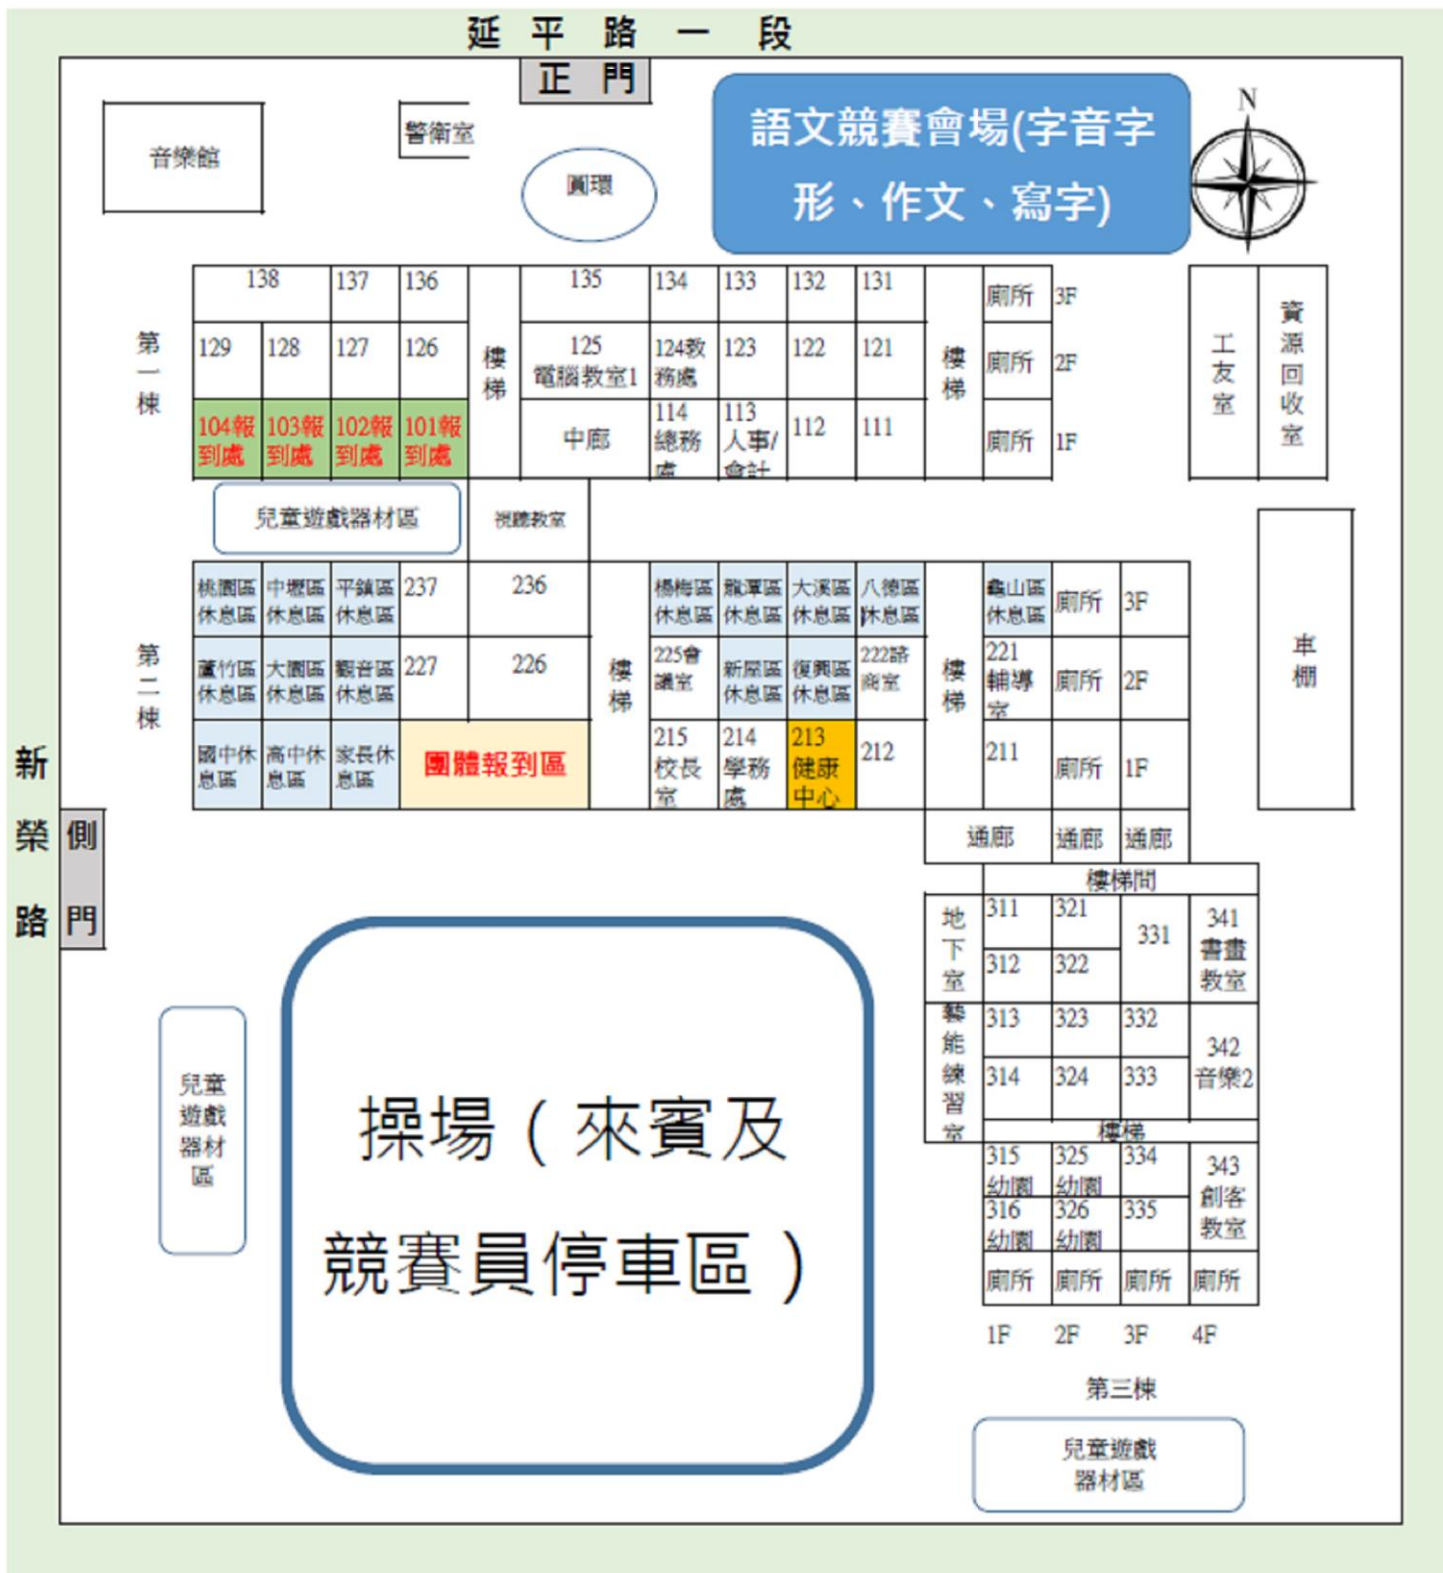 延平路一段
正門
語文競賽會場(字音字
形、作文、寫字)
N
音樂館
警衛室
圓環
第一棟
138
137
136
樓梯
135
134
133
132
131
樓梯
廁所
3F
129
128
127
126
125
電腦教室1
124教
務處
123
122
121
廁所
2F
104報
到處
103報
到處
102報
到處
101報
到處
中廊
114
總務
處
113
人事/
會計
112
111
廁所
1F
工友室
資源回收室
兒童遊戲器材區
視聽教室
車棚
第二棟
桃園區
休息區
中壢區
休息區
平鎮區
休息區
237
236
樓梯
楊梅區
休息區
龍潭區
休息區
大溪區
休息區
八德區
休息區
樓梯
龜山區
休息區
廁所
3F
蘆竹區
休息區
大園區
休息區
觀音區
休息區
227
226
225會
議室
新屋區
休息區
復興區
休息區
222諮
商室
221
輔導
室
廁所
2F
國中休
息區
高中休
息區
家長休
息區
團體報到區
215
校長
室
214
學務
處
213
健康
中心
212
211
廁所
1F
新榮路
側門
通廊
通廊
通廊
樓梯間
地下室
311
321
331
341
書畫
教室
312
322
藝能練習室
313
323
332
342
音樂2
314
324
333
樓梯
315
幼園
325
幼園
334
343
創客
教室
316
幼園
326
幼園
335
廁所
廁所
廁所
廁所
1F
2F
3F
4F
第三棟
兒童遊戲
器材區
兒童
遊戲
器材
區
操場（來賓及
競賽員停車區）